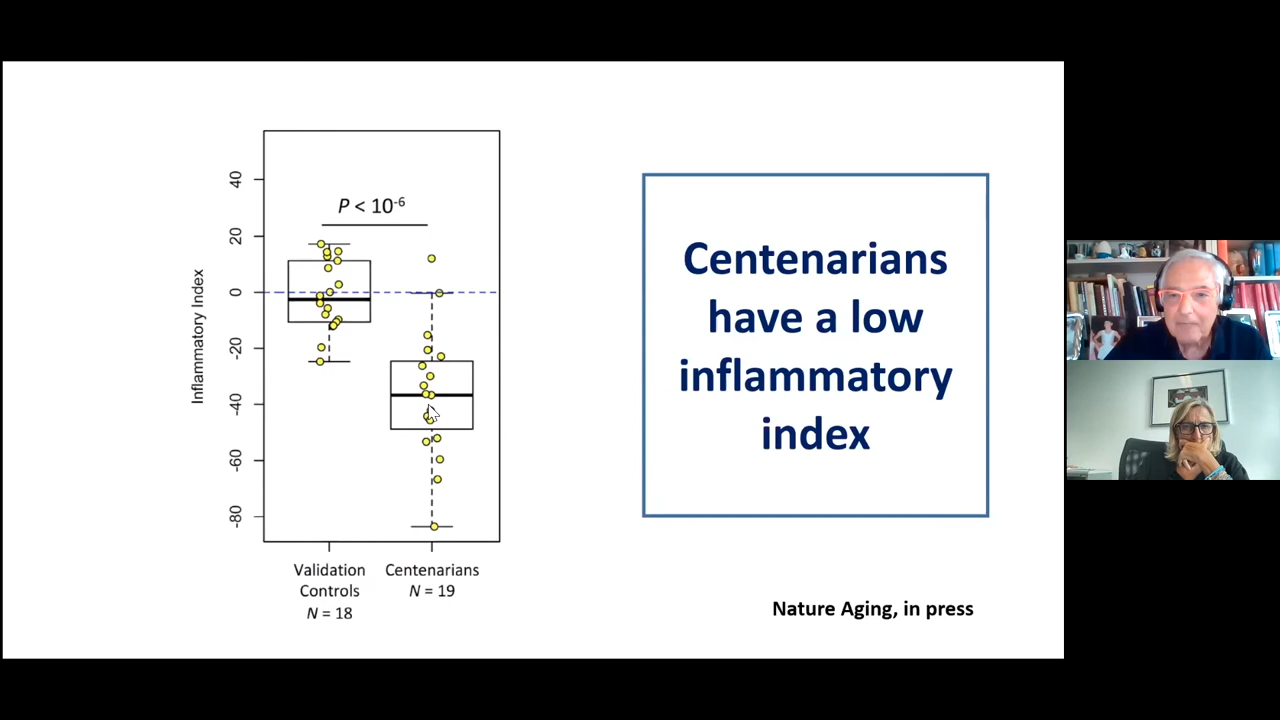 40
20
0
-20
-40
-60
-80
Inflammatory Index
P < 10-6
Validation
Controls
N = 18
Centenarians
N = 19
Centenarians
have a low
inflammatory
index
Nature Aging, in press